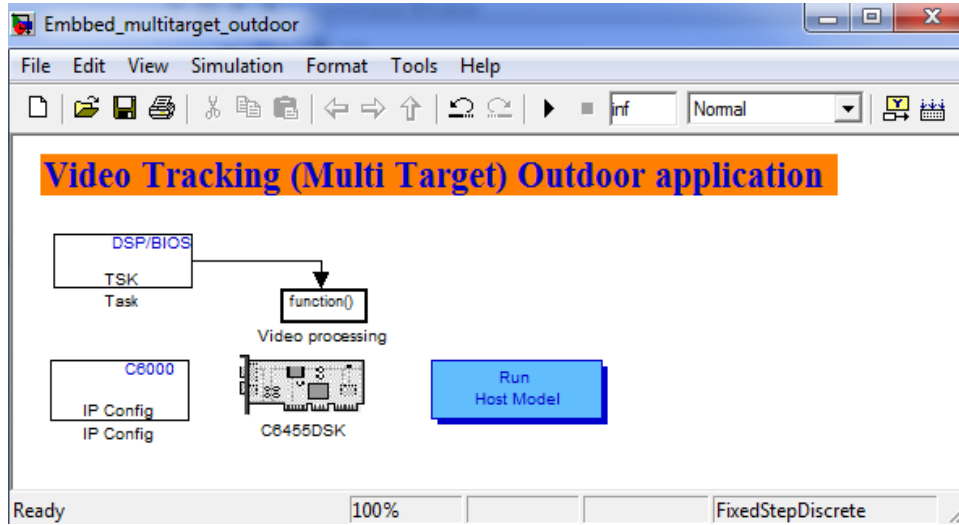 Embbed_multitarget_outdoor
File Edit View Simulation Format Tools Help
inf Normal
Video Tracking (Multi Target) Outdoor application
DSP/BIOS
TSK
Task
function()
Video processing
C6000
IP Config
IP Config
C6455DSK
Run
Host Model
Ready 100% FixedStepDiscrete